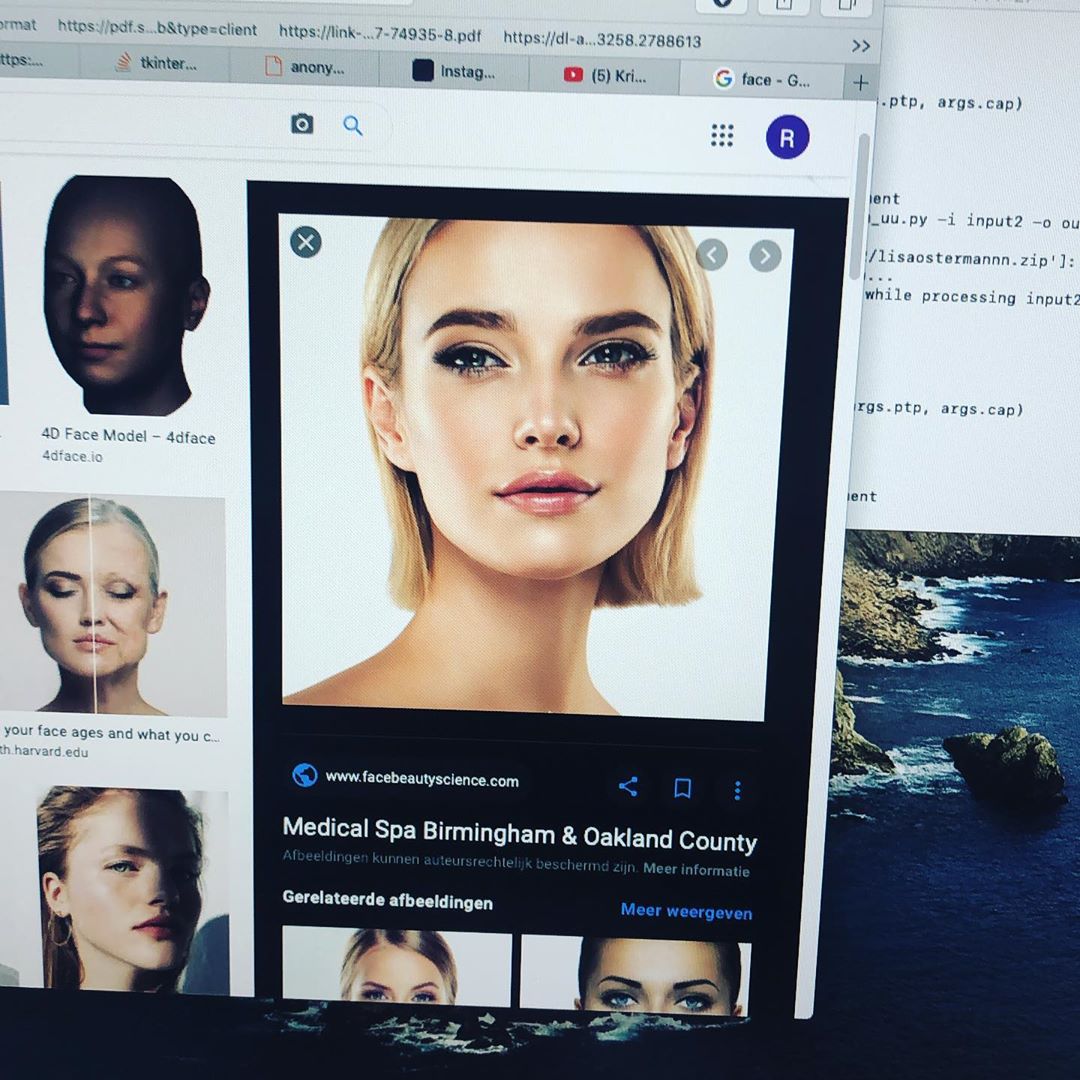 ormat https://pdf.s...b&type=client https://link-...7-74935-8.pdf https://dl-a...3258.2788613 >>
ttps:... tkinter... anony... Instag... (5) Kri... face - G... +
R
4D Face Model – 4dface
4dface.io
your face ages and what you c...
th.harvard.edu
www.facebeautyscience.com
Medical Spa Birmingham & Oakland County
Afbeeldingen kunnen auteursrechtelijk beschermd zijn. Meer informatie
Gerelateerde afbeeldingen Meer weergeven
.ptp, args.cap)
ent
_uu.py -i input2 -o ou
/lisaostermannn.zip']:
...
while processing input2
rgs.ptp, args.cap)
ent